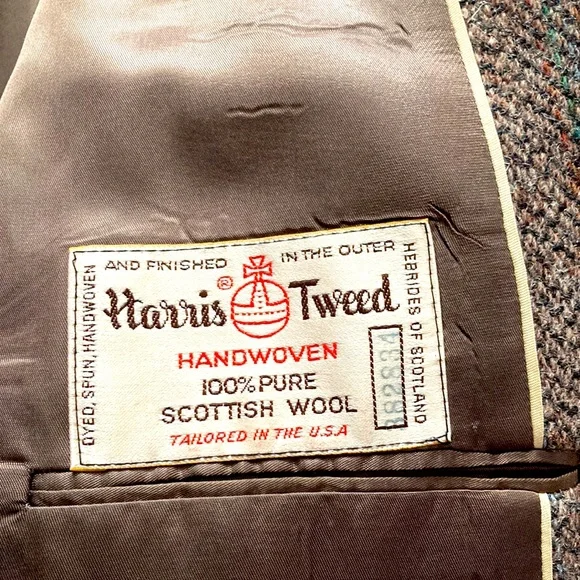 DYED, SPUN, HANDWOVEN
AND FINISHED
IN THE OUTER
HEBRIDES OF SCOTLAND
Harris® Tweed
HANDWOVEN
100% PURE
SCOTTISH WOOL
TAILORED IN THE U.S.A